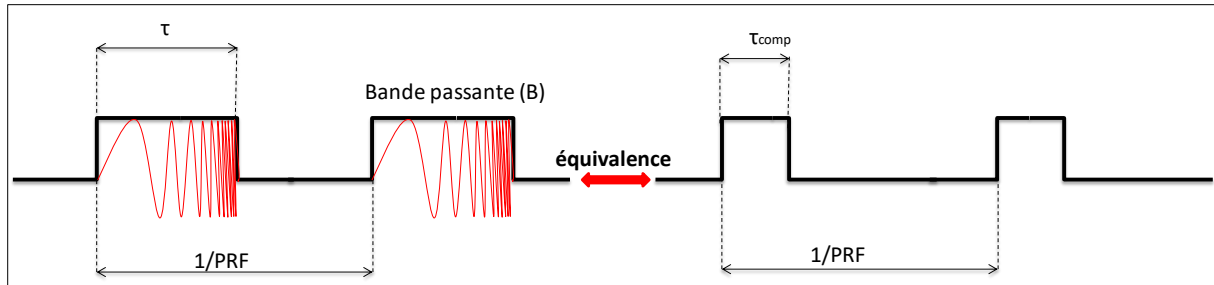 τ
τcomp
Bande passante (B)
équivalence
1/PRF
1/PRF